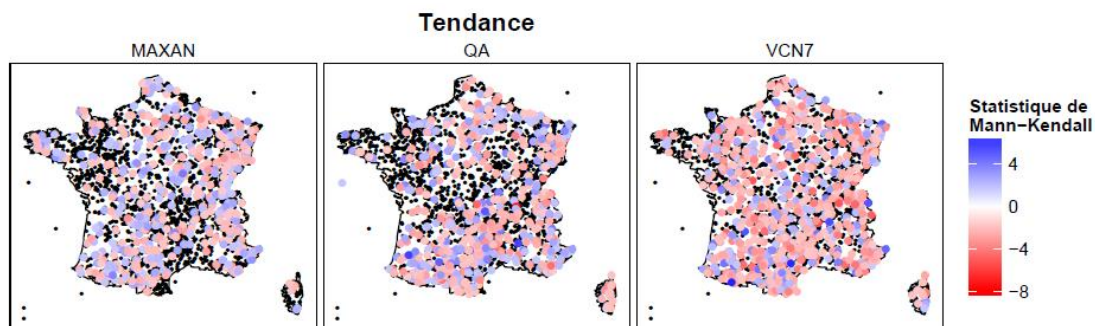 Tendance
MAXAN
QA
VCN7
Statistique de
Mann−Kendall
4
0
−4
−8